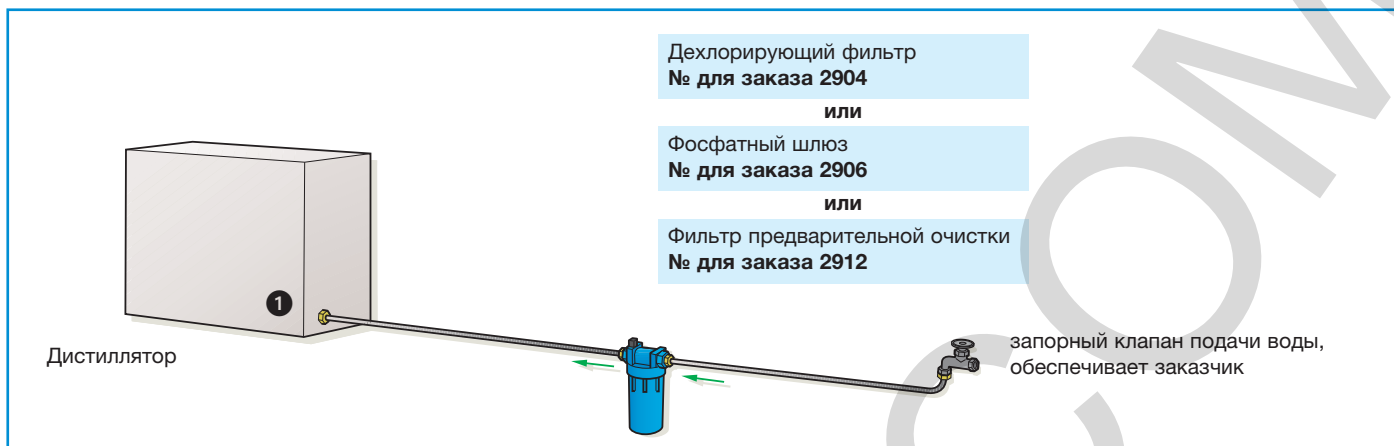 Дехлорирующий фильтр
№ для заказа 2904
или
Фосфатный шлюз
№ для заказа 2906
или
Фильтр предварительной очистки
№ для заказа 2912
1
Дистиллятор
запорный клапан подачи воды,
обеспечивает заказчик
COM